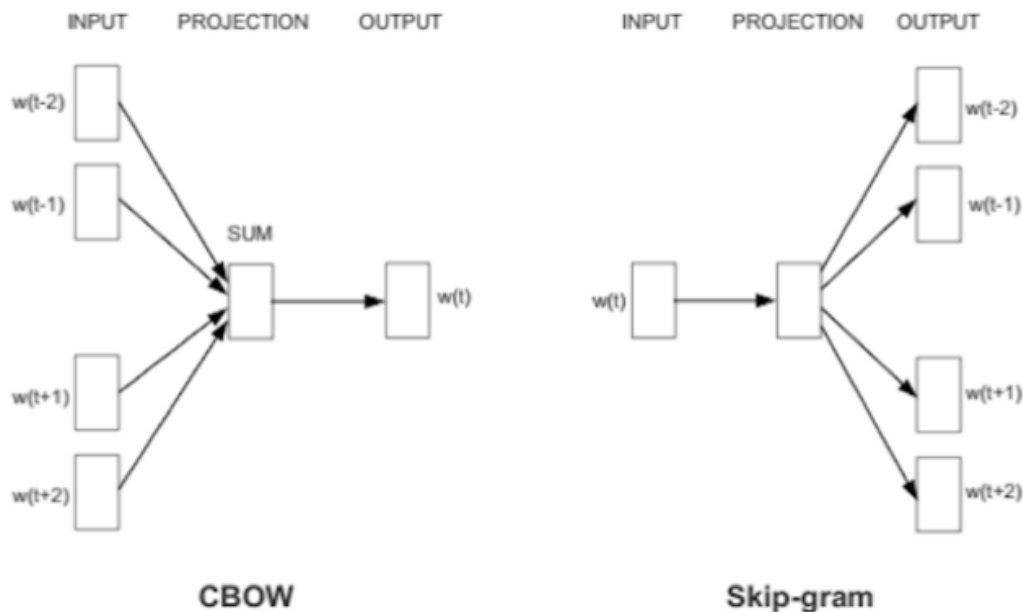 INPUT PROJECTION OUTPUT
w(t-2)
w(t-1)
SUM
w(t)
w(t+1)
w(t+2)
CBOW
INPUT PROJECTION OUTPUT
w(t-2)
w(t-1)
w(t)
w(t+1)
w(t+2)
Skip-gram